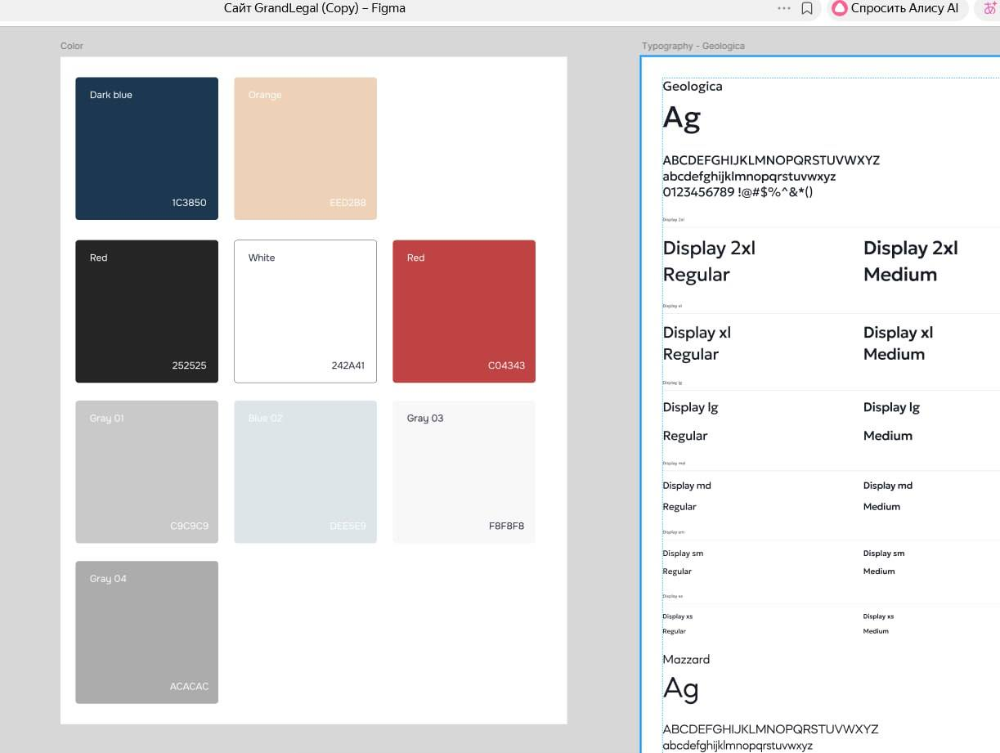 Сайт GrandLegal (Copy) – Figma
Спросить Алису AI
Color
Dark blue
1C3850
Orange
EED2B8
Red
252525
White
242A41
Red
C04343
Gray 01
C9C9C9
Blue 02
DEE5E9
Gray 03
F8F8F8
Gray 04
ACACAC
Typography - Geologica
Geologica
Ag
ABCDEFGHIJKLMNOPQRSTUVWXYZ
abcdefghijklmnopqrstuvwxyz
0123456789 !@#$%^&*()
Display 2xl
Display 2xl
Regular
Display 2xl
Medium
Display xl
Display xl
Regular
Display xl
Medium
Display lg
Display lg
Regular
Display lg
Medium
Display md
Display md
Regular
Display md
Medium
Display sm
Display sm
Regular
Display sm
Medium
Display xs
Display xs
Regular
Display xs
Medium
Mazzard
Ag
ABCDEFGHIJKLMNOPQRSTUVWXYZ
abcdefghijklmnopqrstuvwxyz